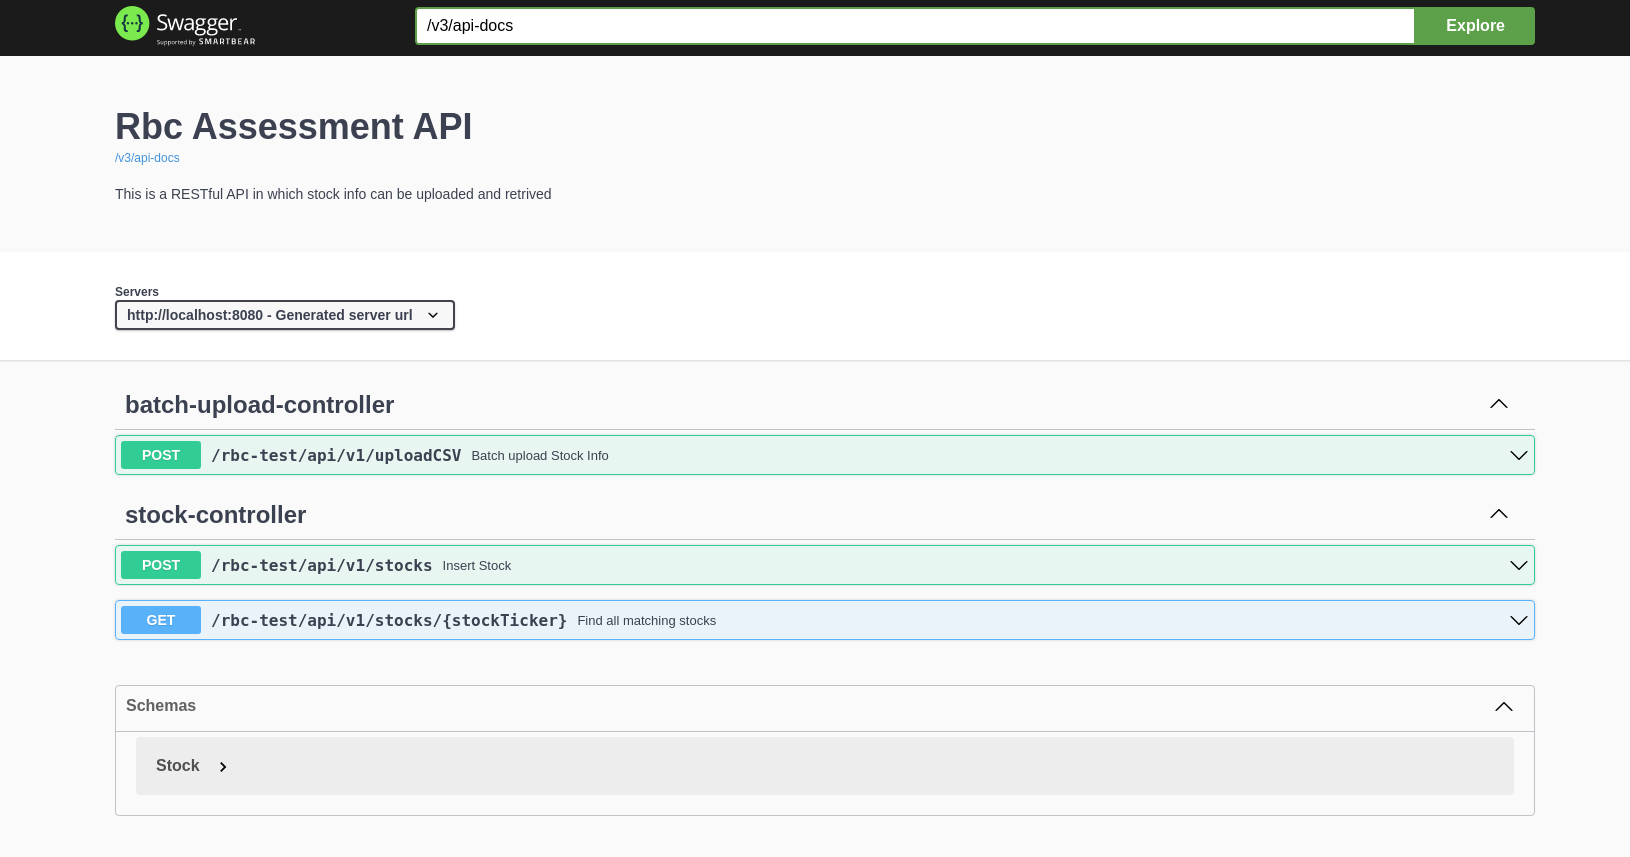 Swagger
Supported by SMARTBEAR
/v3/api-docs
Explore
Rbc Assessment API
/v3/api-docs
This is a RESTful API in which stock info can be uploaded and retrived
Servers
http://localhost:8080 - Generated server url
batch-upload-controller
POST /rbc-test/api/v1/uploadCSV Batch upload Stock Info
stock-controller
POST /rbc-test/api/v1/stocks Insert Stock
GET /rbc-test/api/v1/stocks/{stockTicker} Find all matching stocks
Schemas
Stock